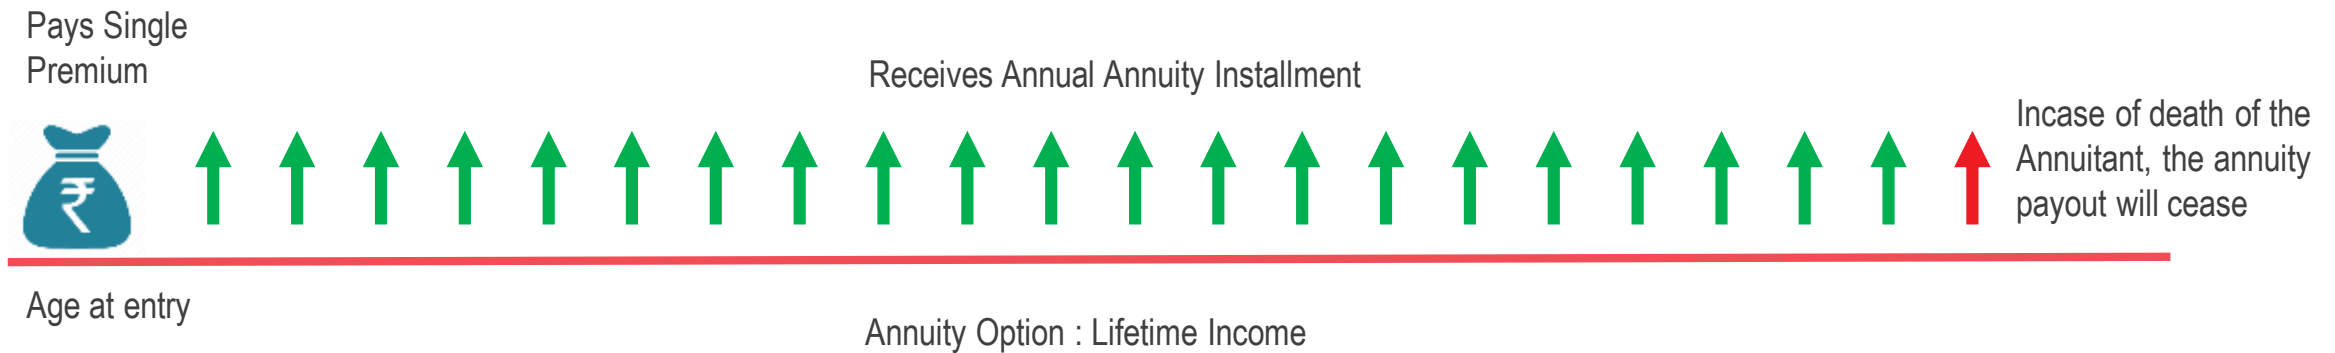 Pays Single
Premium
Receives Annual Annuity Installment
Incase of death of the
Annuitant, the annuity
payout will cease
₹
Age at entry
Annuity Option : Lifetime Income